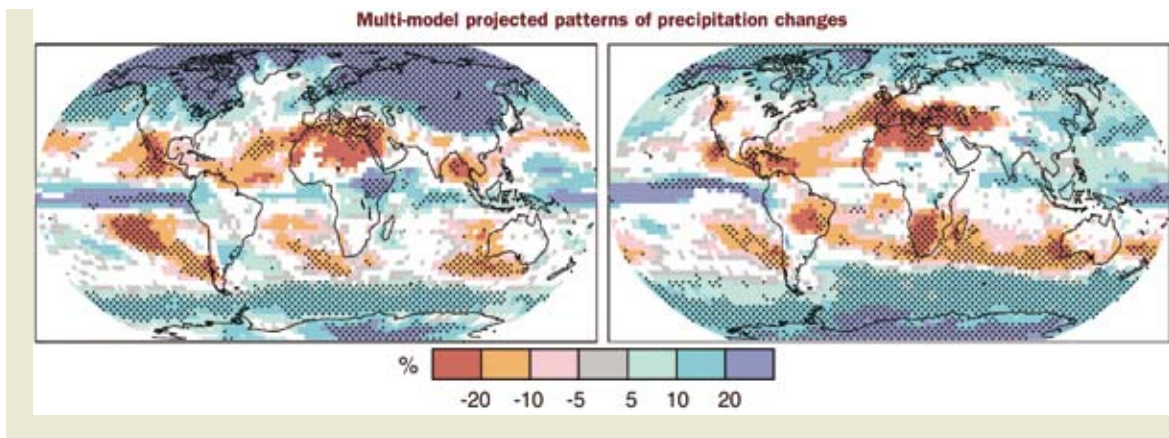 Multi-model projected patterns of precipitation changes
%
-20 -10 -5 5 10 20